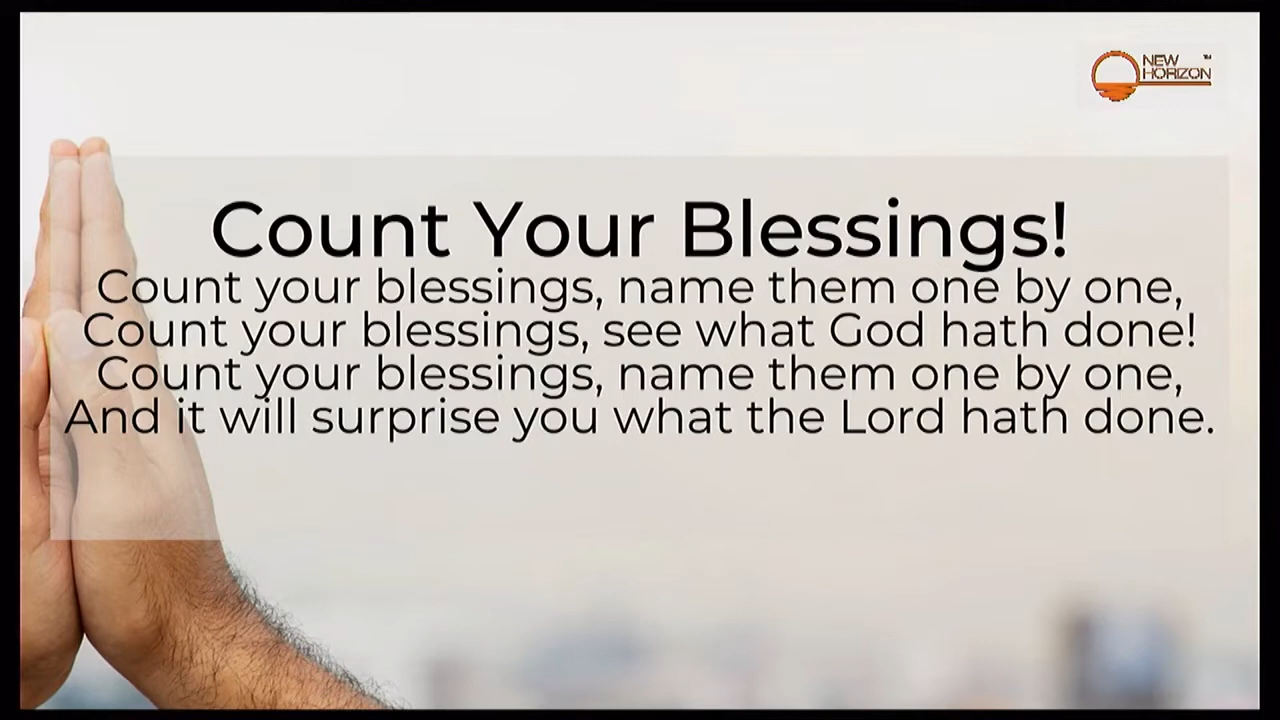 NEW
HORIZON
TM
Count Your Blessings!
Count your blessings, name them one by one,
Count your blessings, see what God hath done!
Count your blessings, name them one by one,
And it will surprise you what the Lord hath done.